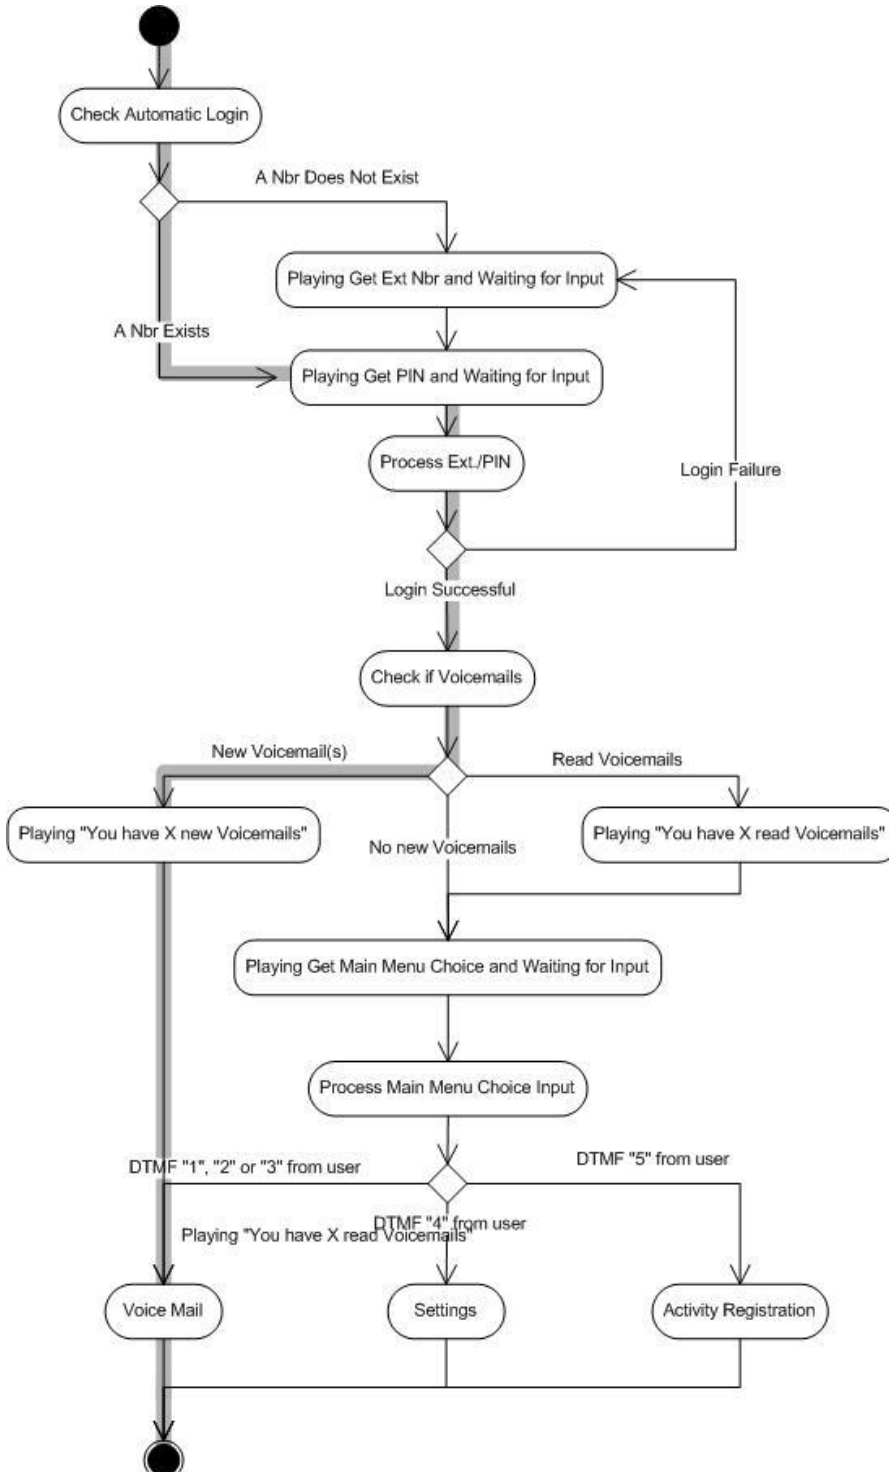 Check Automatic Login
A Nbr Does Not Exist
Playing Get Ext Nbr and Waiting for Input
A Nbr Exists
Playing Get PIN and Waiting for Input
Process Ext./PIN
Login Failure
Login Successful
Check if Voicemails
New Voicemail(s)
Read Voicemails
Playing "You have X new Voicemails"
No new Voicemails
Playing "You have X read Voicemails"
Playing Get Main Menu Choice and Waiting for Input
Process Main Menu Choice Input
DTMF "1", "2" or "3" from user
DTMF "5" from user
DTMF "4" from user
Playing "You have X read Voicemails"
Voice Mail
Settings
Activity Registration